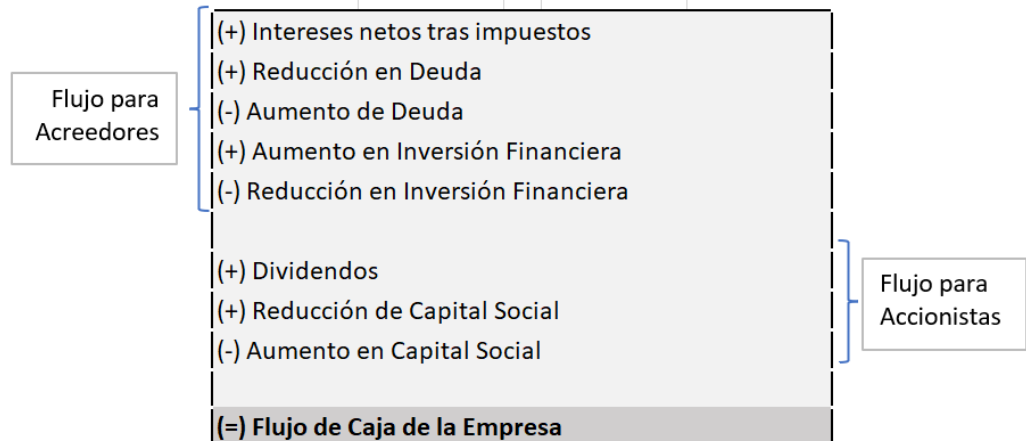 (+) Intereses netos tras impuestos
(+) Reducción en Deuda
Flujo para
Acreedores
(-) Aumento de Deuda
(+) Aumento en Inversión Financiera
(-) Reducción en Inversión Financiera
(+) Dividendos
(+) Reducción de Capital Social
(-) Aumento en Capital Social
Flujo para
Accionistas
(=) Flujo de Caja de la Empresa